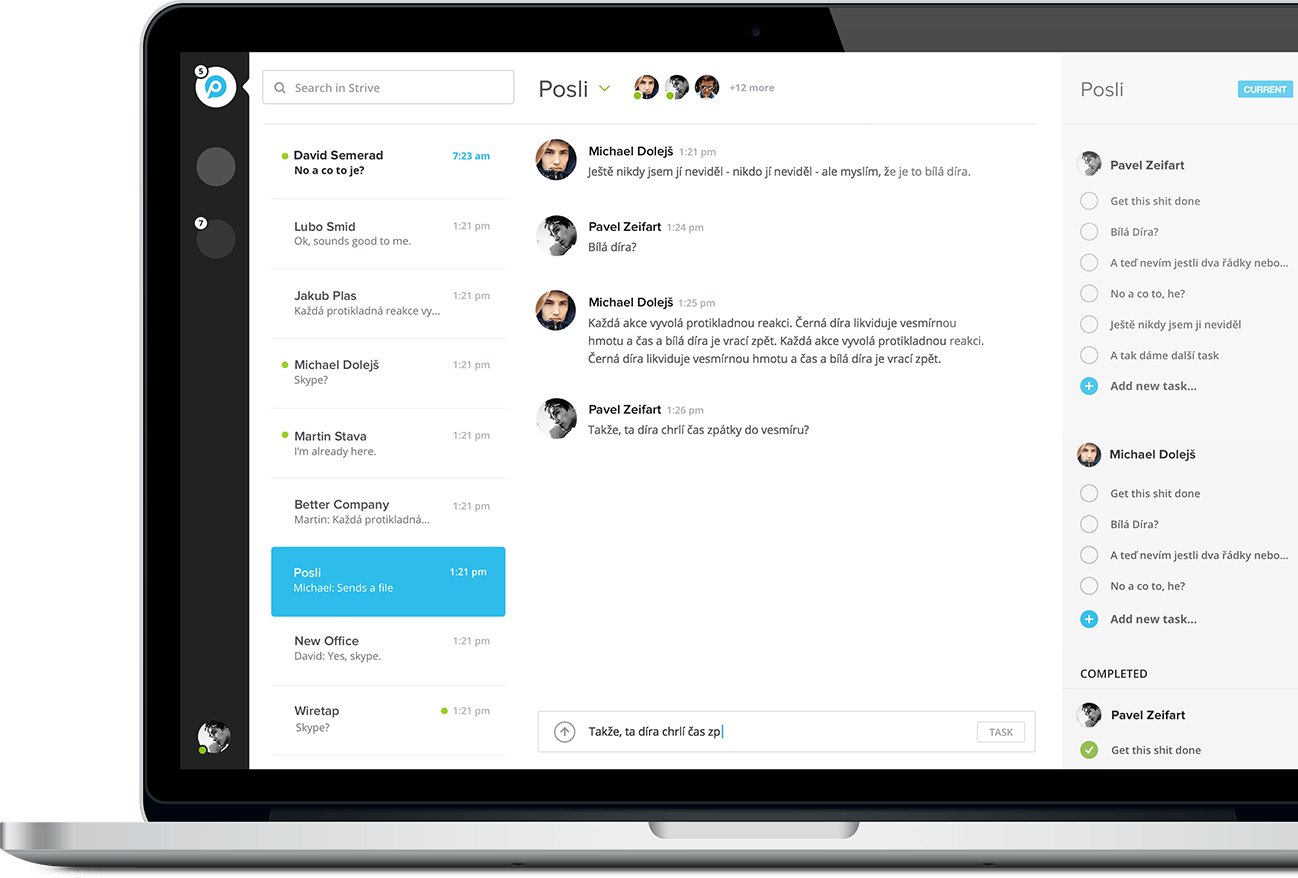 5
7
Search in Strive
David Semerad 7:23 am
No a co to je?
Lubo Smid 1:21 pm
Ok, sounds good to me.
Jakub Plas 1:21 pm
Každá protikladná reakce vy...
Michael Dolejš 1:21 pm
Skype?
Martin Stava 1:21 pm
I'm already here.
Better Company 1:21 pm
Martin: Každá protikladná...
Posli 1:21 pm
Michael: Sends a file
New Office 1:21 pm
David: Yes, skype.
Wiretap 1:21 pm
Skype?
Posli +12 more
Michael Dolejš 1:21 pm
Ještě nikdy jsem jí neviděl - nikdo jí neviděl - ale myslím, že je to bílá díra.
Pavel Zeifart 1:24 pm
Bílá díra?
Michael Dolejš 1:25 pm
Každá akce vyvolá protikladnou reakci. Černá díra likviduje vesmírnou
hmotu a čas a bílá díra je vrací zpět. Každá akce vyvolá protikladnou reakci.
Černá díra likviduje vesmírnou hmotu a čas a bílá díra je vrací zpět.
Pavel Zeifart 1:26 pm
Takže, ta díra chrlí čas zpátky do vesmíru?
Takže, ta díra chrlí čas zp
TASK
Posli CURRENT
Pavel Zeifart
Get this shit done
Bílá Díra?
A teď nevím jestli dva řádky nebo...
No a co to, he?
Ještě nikdy jsem ji neviděl
A tak dáme další task
Add new task...
Michael Dolejš
Get this shit done
Bílá Díra?
A teď nevím jestli dva řádky nebo...
No a co to, he?
Add new task...
COMPLETED
Pavel Zeifart
Get this shit done